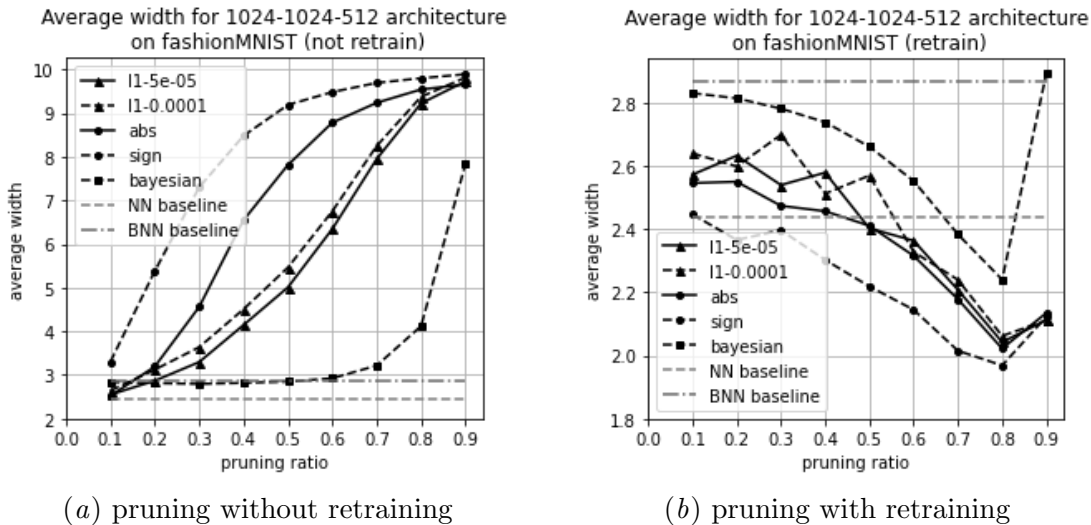 Average width for 1024-1024-512 architecture
on fashionMNIST (not retrain)
average width
10
9
8
7
6
5
4
3
2
l1-5e-05
l1-0.0001
abs
sign
bayesian
NN baseline
BNN baseline
0.0 0.1 0.2 0.3 0.4 0.5 0.6 0.7 0.8 0.9
pruning ratio
(a) pruning without retraining
Average width for 1024-1024-512 architecture
on fashionMNIST (retrain)
average width
2.8
2.6
2.4
2.2
2.0
1.8
l1-5e-05
l1-0.0001
abs
sign
bayesian
NN baseline
BNN baseline
0.0 0.1 0.2 0.3 0.4 0.5 0.6 0.7 0.8 0.9
pruning ratio
(b) pruning with retraining